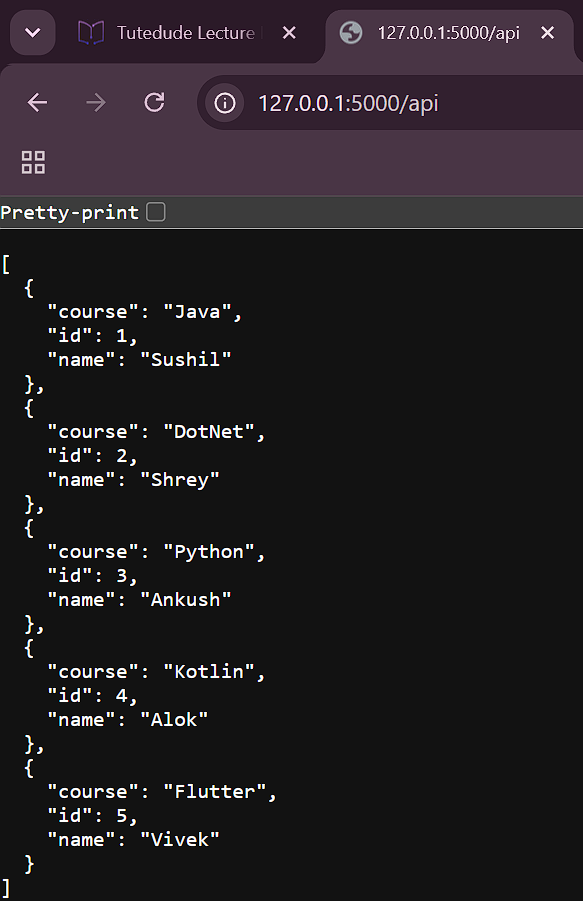 Tutedude Lecture
127.0.0.1:5000/api
127.0.0.1:5000/api
Pretty-print
[
  {
    "course": "Java",
    "id": 1,
    "name": "Sushil"
  },
  {
    "course": "DotNet",
    "id": 2,
    "name": "Shrey"
  },
  {
    "course": "Python",
    "id": 3,
    "name": "Ankush"
  },
  {
    "course": "Kotlin",
    "id": 4,
    "name": "Alok"
  },
  {
    "course": "Flutter",
    "id": 5,
    "name": "Vivek"
  }
]